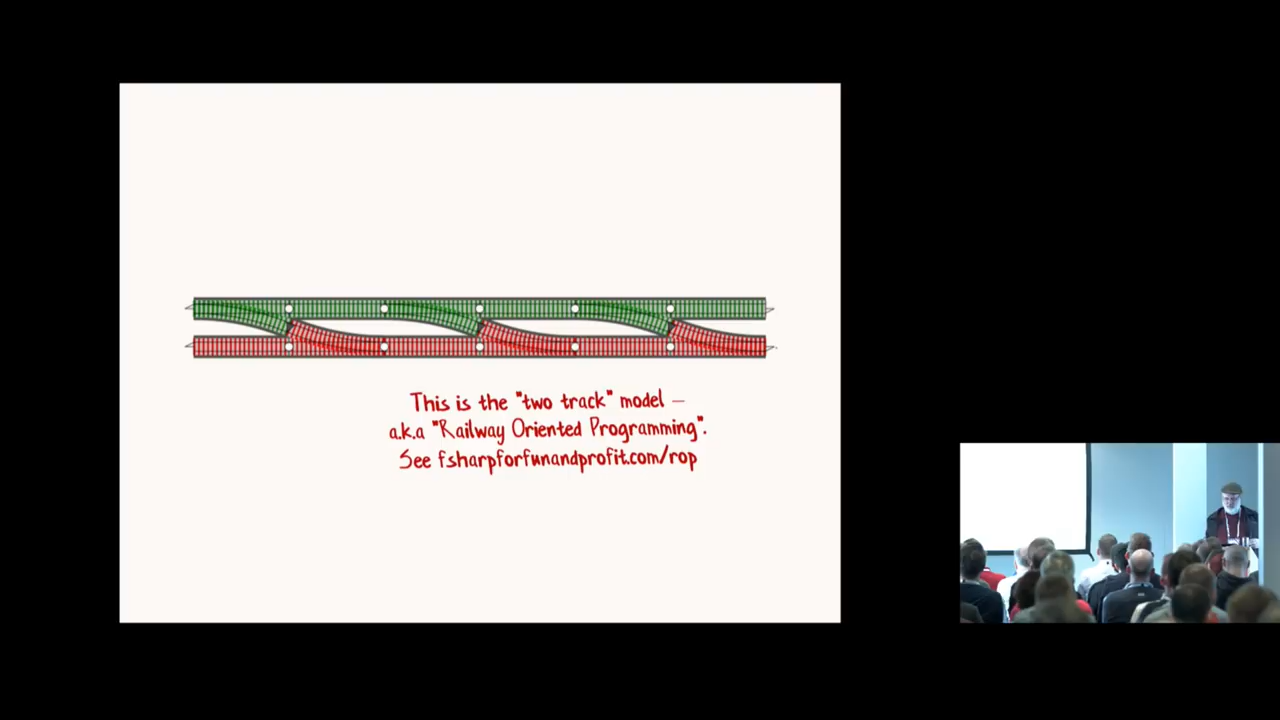 This is the "two track" model –
a.k.a "Railway Oriented Programming".
See fsharpforfunandprofit.com/rop